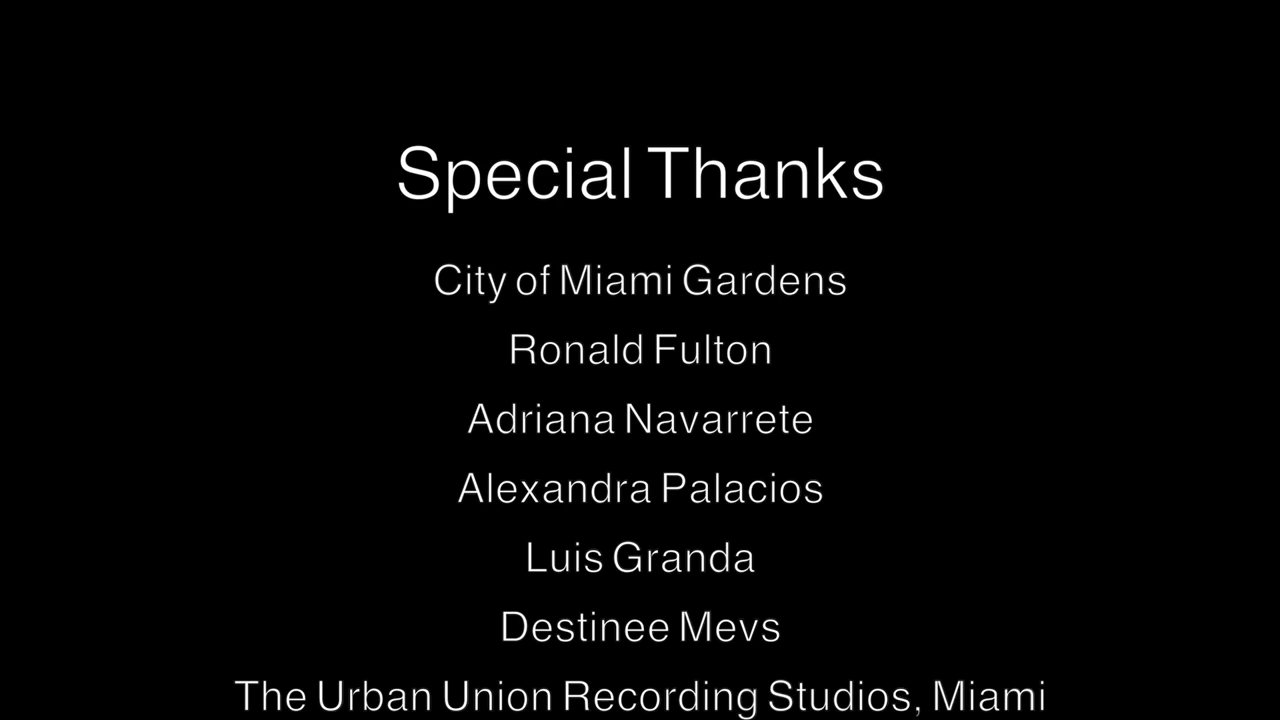 Special Thanks
City of Miami Gardens
Ronald Fulton
Adriana Navarrete
Alexandra Palacios
Luis Granda
Destinee Mevs
The Urban Union Recording Studios, Miami